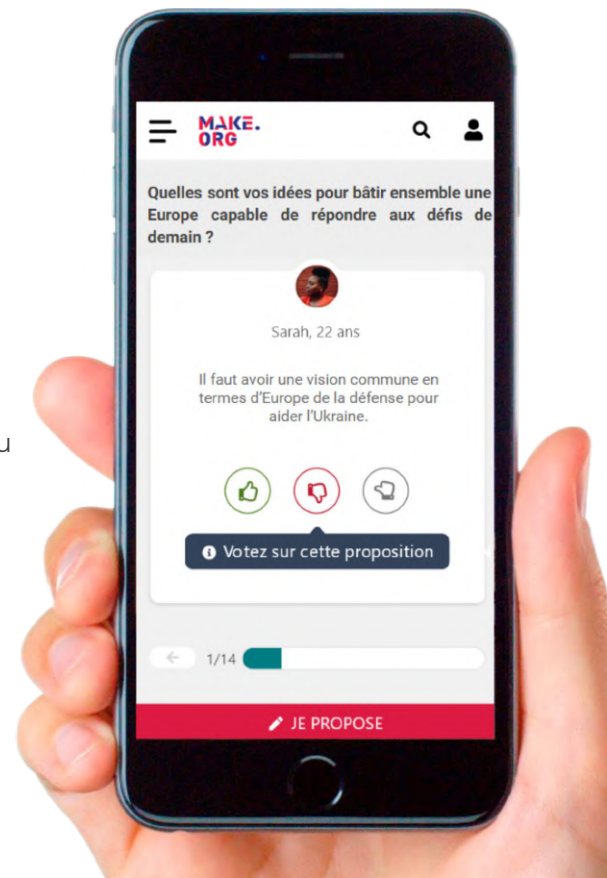 MAKE.
ORG
Quelles sont vos idées pour bâtir ensemble une
Europe capable de répondre aux défis de
demain ?
Sarah, 22 ans
Il faut avoir une vision commune en
termes d'Europe de la défense pour
aider l'Ukraine.
u
Votez sur cette proposition
1/14
JE PROPOSE